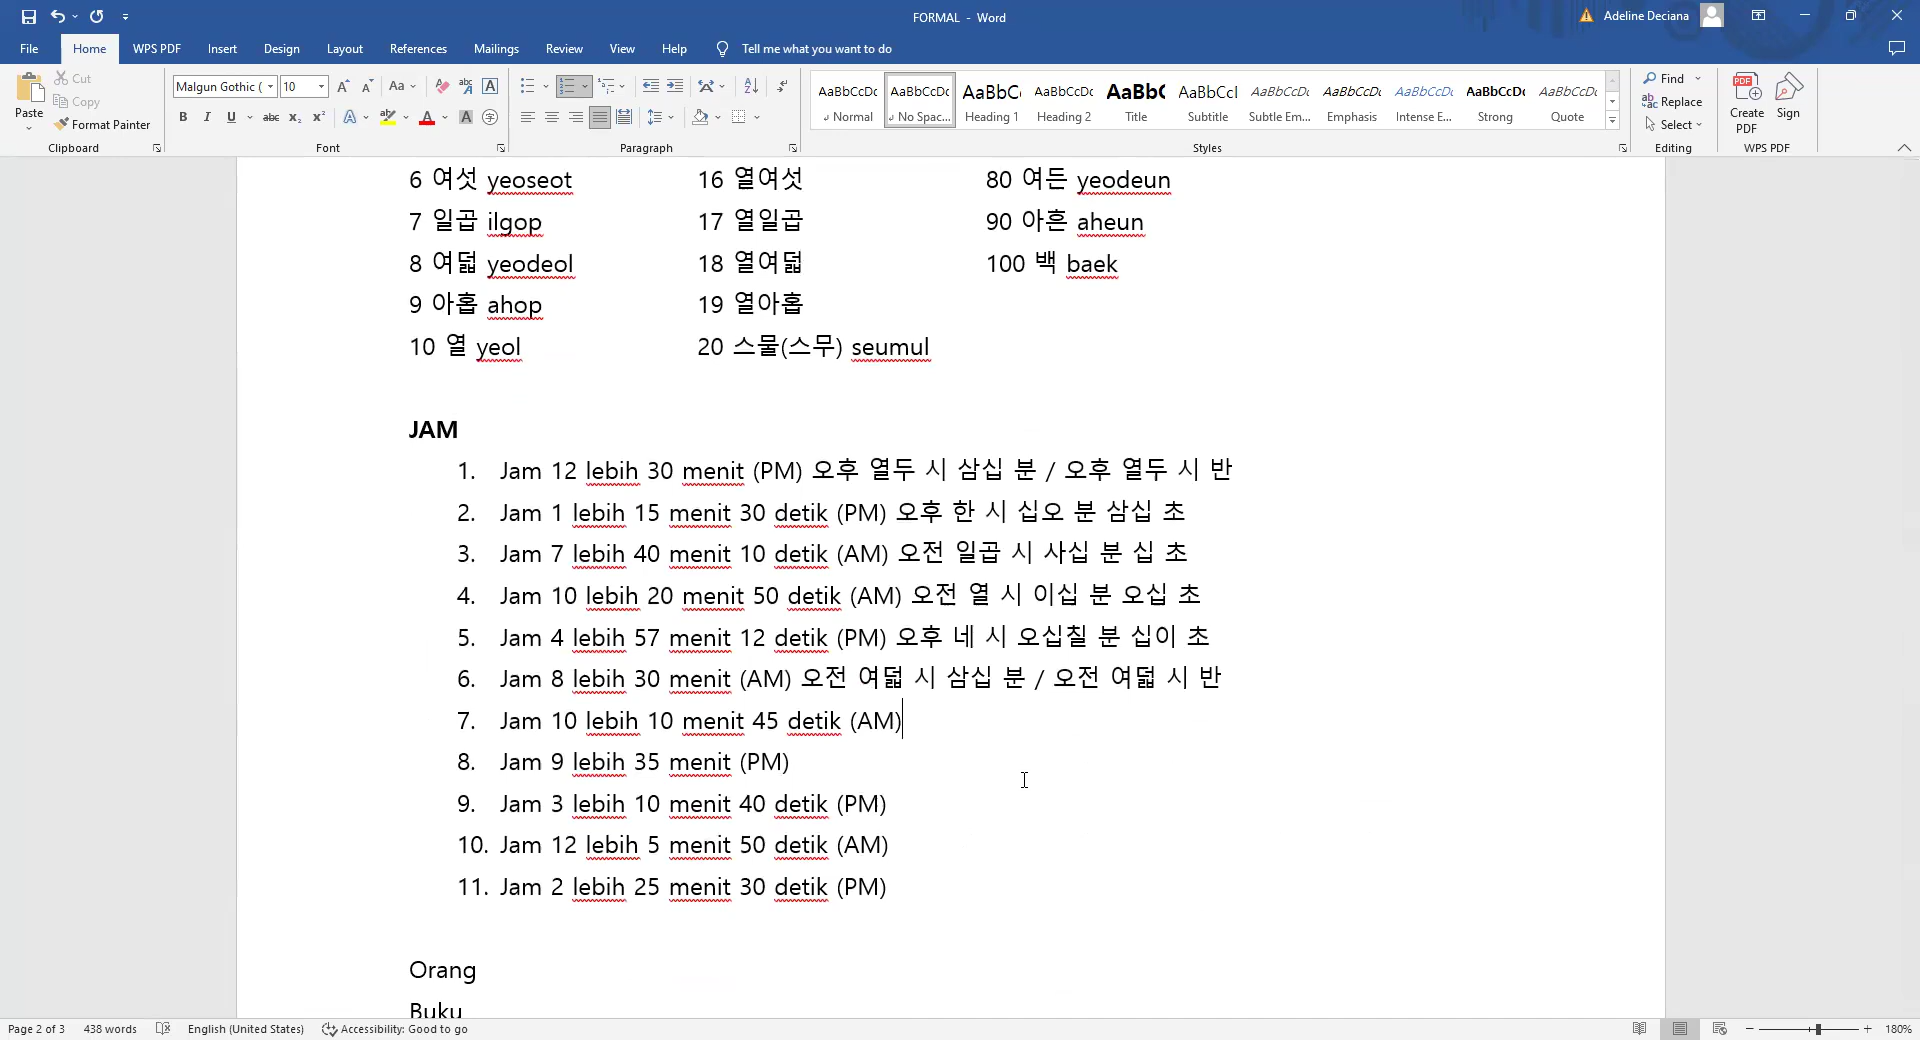 FORMAL - Word
Adeline Deciana
File Home WPS PDF Insert Design Layout References Mailings Review View Help Tell me what you want to do
Paste
Cut
Copy
Format Painter
Clipboard
Malgun Gothic ( 10
Font
Paragraph
AaBbCcDc Normal
AaBbCcDc No Spac...
AaBbC Heading 1
AaBbCcDc Heading 2
AaBbC Title
AaBbCcI Subtitle
AaBbCcDc Subtle Em...
AaBbCcDc Emphasis
AaBbCcDc Intense E...
AaBbCcDc Strong
AaBbCcDc Quote
Styles
Find
Replace
Select
Editing
Create PDF
Sign
WPS PDF
6 여섯 yeoseot 16 열여섯 80 여든 yeodeun
7 일곱 ilgop 17 열일곱 90 아흔 aheun
8 여덟 yeodeol 18 열여덟 100 백 baek
9 아홉 ahop 19 열아홉
10 열 yeol 20 스물(스무) seumul
JAM
1. Jam 12 lebih 30 menit (PM) 오후 열두 시 삼십 분 / 오후 열두 시 반
2. Jam 1 lebih 15 menit 30 detik (PM) 오후 한 시 십오 분 삼십 초
3. Jam 7 lebih 40 menit 10 detik (AM) 오전 일곱 시 사십 분 십 초
4. Jam 10 lebih 20 menit 50 detik (AM) 오전 열 시 이십 분 오십 초
5. Jam 4 lebih 57 menit 12 detik (PM) 오후 네 시 오십칠 분 십이 초
6. Jam 8 lebih 30 menit (AM) 오전 여덟 시 삼십 분 / 오전 여덟 시 반
7. Jam 10 lebih 10 menit 45 detik (AM)
8. Jam 9 lebih 35 menit (PM)
9. Jam 3 lebih 10 menit 40 detik (PM)
10. Jam 12 lebih 5 menit 50 detik (AM)
11. Jam 2 lebih 25 menit 30 detik (PM)
Orang
Buku
Page 2 of 3 438 words English (United States) Accessibility: Good to go 180%